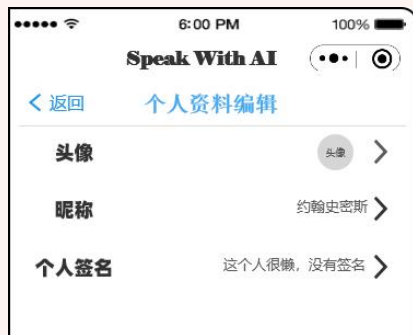 6:00 PM 100%
Speak With AI
返回 个人资料编辑
头像 头像
昵称 约翰史密斯
个人签名 这个人很懒，没有签名